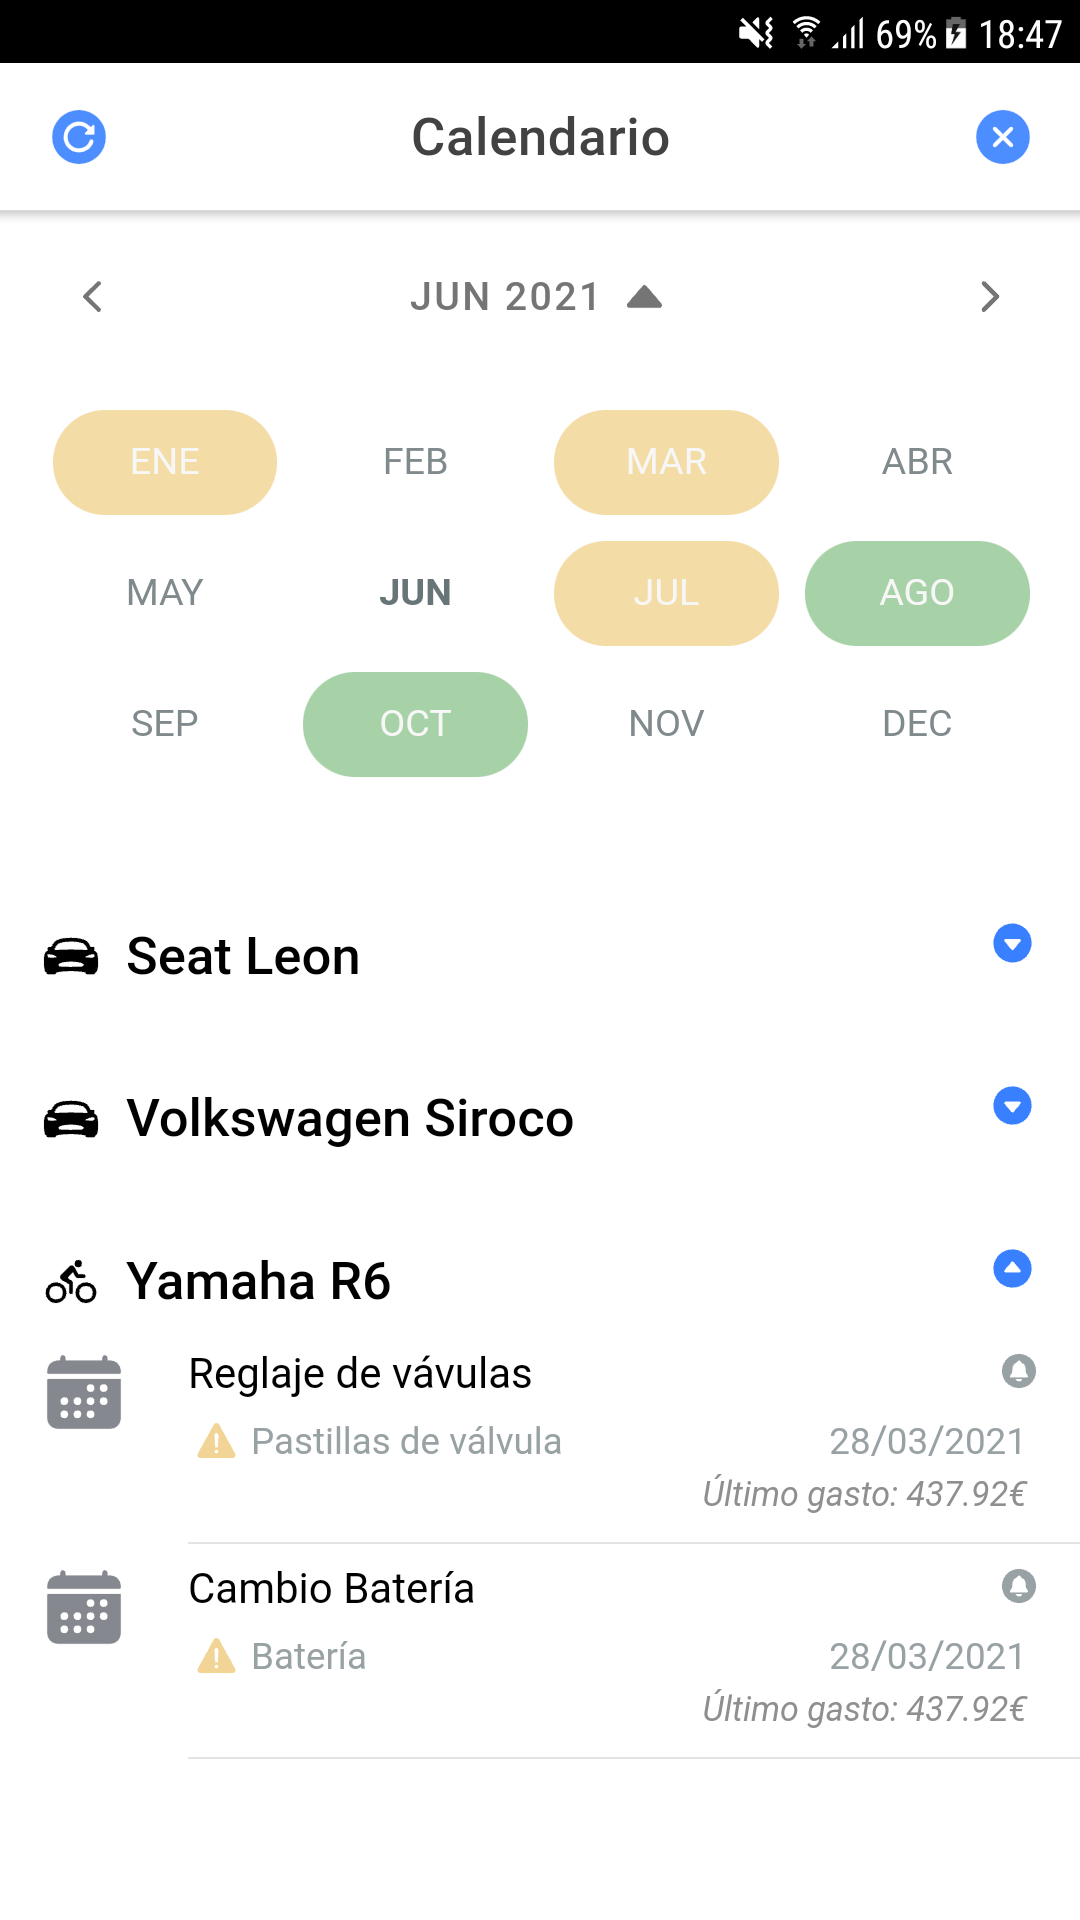 69% 18:47
Calendario
JUN 2021
ENE FEB MAR ABR
MAY JUN JUL AGO
SEP OCT NOV DEC
Seat Leon
Volkswagen Siroco
Yamaha R6
Reglaje de vávulas
Pastillas de válvula 28/03/2021
Último gasto: 437.92€
Cambio Batería
Batería 28/03/2021
Último gasto: 437.92€